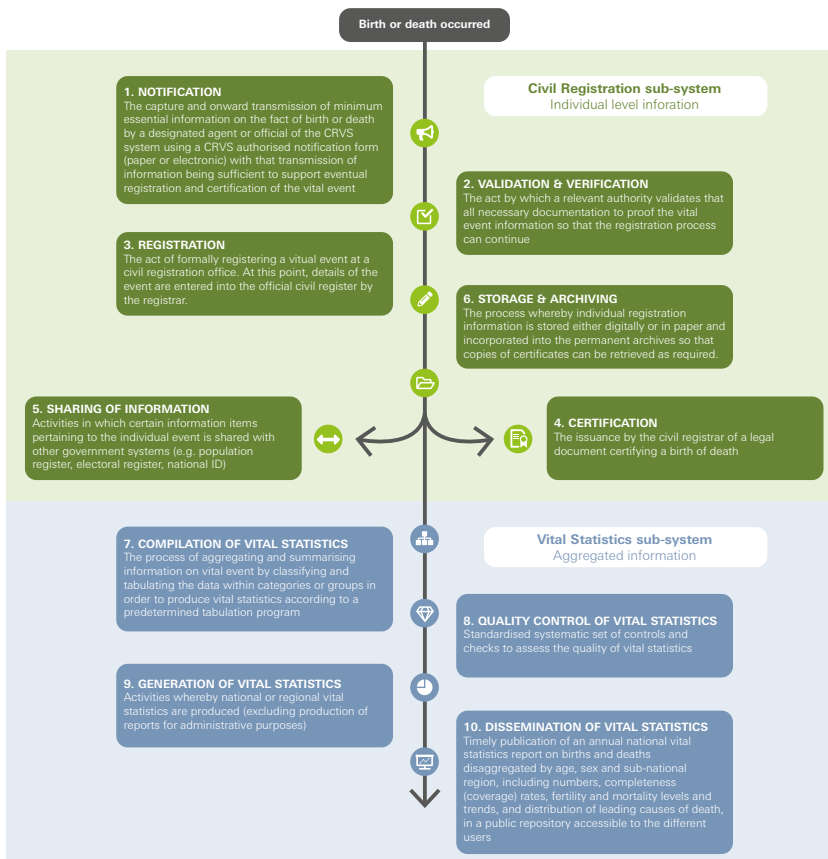 Birth or death occurred
1. NOTIFICATION
The capture and onward transmission of minimum
essential information on the fact of birth or death
by a designated agent or official of the CRVS
system using a CRVS authorised notification form
(paper or electronic) with that transmission of
information being sufficient to support eventual
registration and certification of the vital event
Civil Registration sub-system
Individual level inforation
2. VALIDATION & VERIFICATION
The act by which a relevant authority validates that
all necessary documentation to proof the vital
event information so that the registration process
can continue
3. REGISTRATION
The act of formally registering a vitual event at a
civil registration office. At this point, details of the
event are entered into the official civil register by
the registrar.
6. STORAGE & ARCHIVING
The process whereby individual registration
information is stored either digitally or in paper and
incorporated into the permanent archives so that
copies of certificates can be retrieved as required.
5. SHARING OF INFORMATION
Activities in which certain information items
pertaining to the individual event is shared with
other government systems (e.g. population
register, electoral register, national ID)
4. CERTIFICATION
The issuance by the civil registrar of a legal
document certifying a birth of death
7. COMPILATION OF VITAL STATISTICS
The process of aggregating and summarising
information on vital event by classifying and
tabulating the data within categories or groups in
order to produce vital statistics according to a
predetermined tabulation program
Vital Statistics sub-system
Aggregated information
8. QUALITY CONTROL OF VITAL STATISTICS
Standardised systematic set of controls and
checks to assess the quality of vital statistics
9. GENERATION OF VITAL STATISTICS
Activities whereby national or regional vital
statistics are produced (excluding production of
reports for administrative purposes)
10. DISSEMINATION OF VITAL STATISTICS
Timely publication of an annual national vital
statistics report on births and deaths
disaggregated by age, sex and sub-national
region, including numbers, completeness
(coverage) rates, fertility and mortality levels and
trends, and distribution of leading causes of death,
in a public repository accessible to the different
users